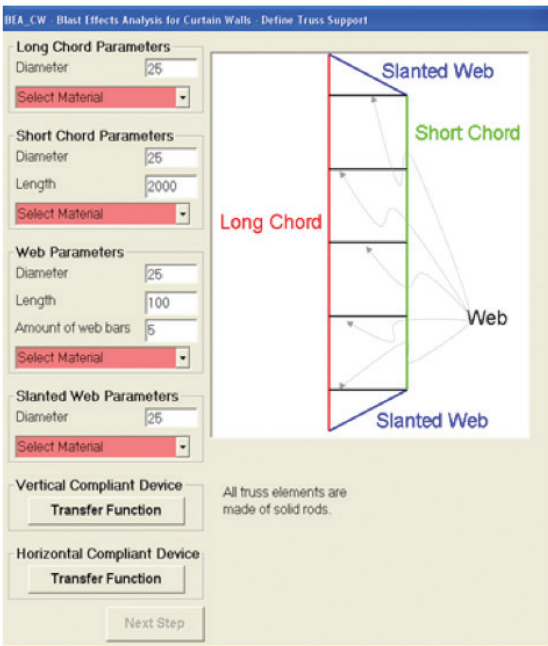 BEA_CW - Blast Effects Analysis for Curtain Walls - Define Truss Support
Long Chord Parameters
Diameter 25
Select Material
Short Chord Parameters
Diameter 25
Length 2000
Select Material
Web Parameters
Diameter 25
Length 100
Amount of web bars 5
Select Material
Slanted Web Parameters
Diameter 25
Select Material
Vertical Compliant Device
Transfer Function
Horizontal Compliant Device
Transfer Function
Next Step
Slanted Web
Short Chord
Long Chord
Web
Slanted Web
All truss elements are
made of solid rods.